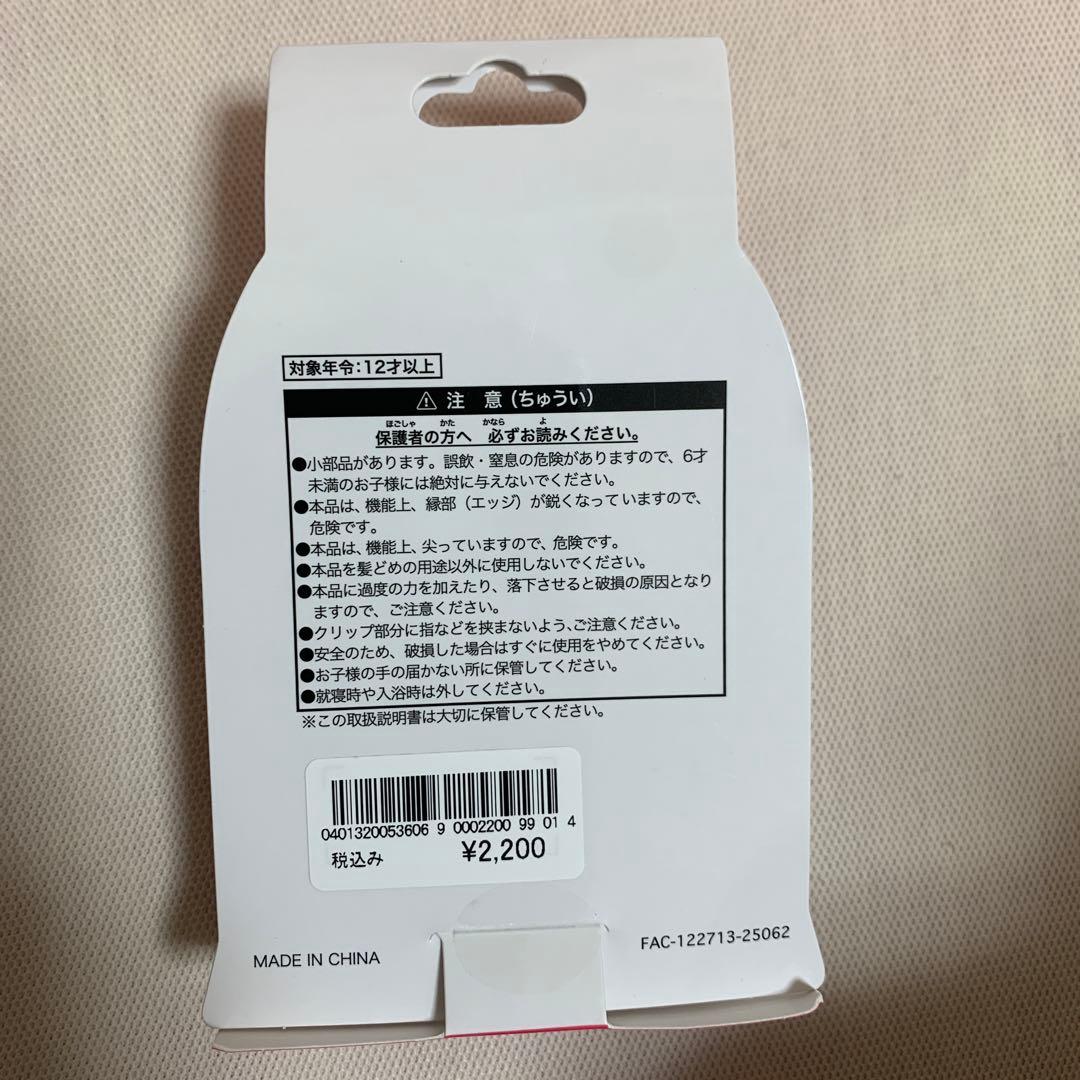 対象年令:12才以上
⚠ 注 意(ちゅうい)
ほごしゃ かた かなら よ
保護者の方へ 必ずお読みください。
●小部品があります。誤飲・窒息の危険がありますので、6才
未満のお子様には絶対に与えないでください。
●本品は、機能上、縁部(エッジ)が鋭くなっていますので、
危険です。
●本品は、機能上、尖っていますので、危険です。
●本品を髪どめの用途以外に使用しないでください。
●本品に過度の力を加えたり、落下させると破損の原因となり
ますので、ご注意ください。
●クリップ部分に指などを挟まないよう、ご注意ください。
●安全のため、破損した場合はすぐに使用をやめてください。
●お子様の手の届かない所に保管してください。
●就寝時や入浴時は外してください。
※この取扱説明書は大切に保管してください。
0401320053606 9 0002200 99 01 4
税込み ¥2,200
MADE IN CHINA
FAC-122713-25062